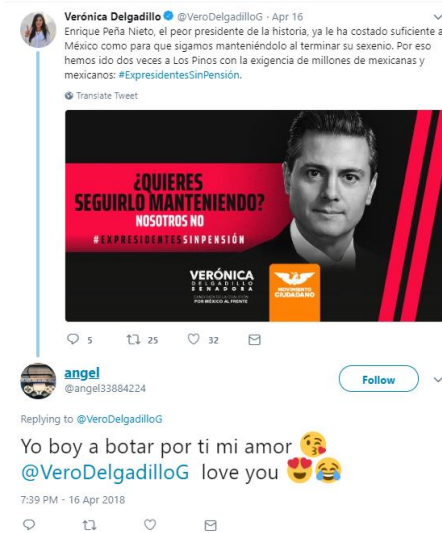 Verónica Delgadillo @VeroDelgadilloG · Apr 16
Enrique Peña Nieto, el peor presidente de la historia, ya le ha costado suficiente a
México como para que sigamos manteniéndolo al terminar su sexenio. Por eso
hemos ido dos veces a Los Pinos con la exigencia de millones de mexicanas y
mexicanos: #ExpresidentesSinPensión.
Translate Tweet
¿QUIERES
SEGUIRLO MANTENIENDO?
NOSOTROS NO
#EXPRESIDENTESSINPENSIÓN
VERÓNICA
DELGADILLO
SENADORA
POR MÉXICO AL FRENTE
MOVIMIENTO
CIUDADANO
5 25 32
angel
@angel33884224
Follow
Replying to @VeroDelgadilloG
Yo boy a botar por ti mi amor 😘
@VeroDelgadilloG love you 😍😂
7:39 PM - 16 Apr 2018